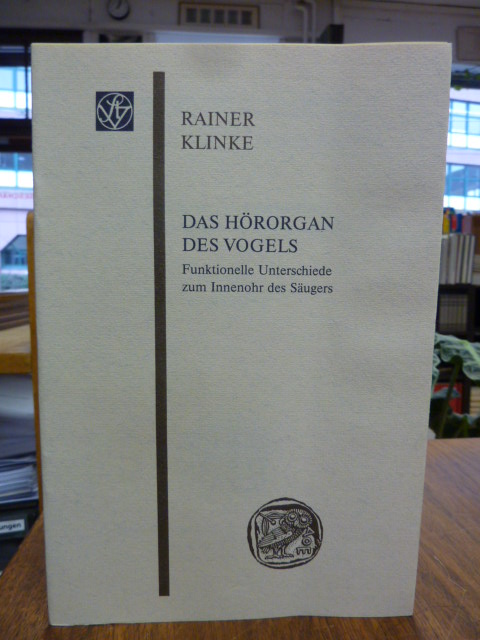 RAINER
KLINKE
DAS HÖRORGAN
DES VOGELS
Funktionelle Unterschiede
zum Innenohr des Säugers